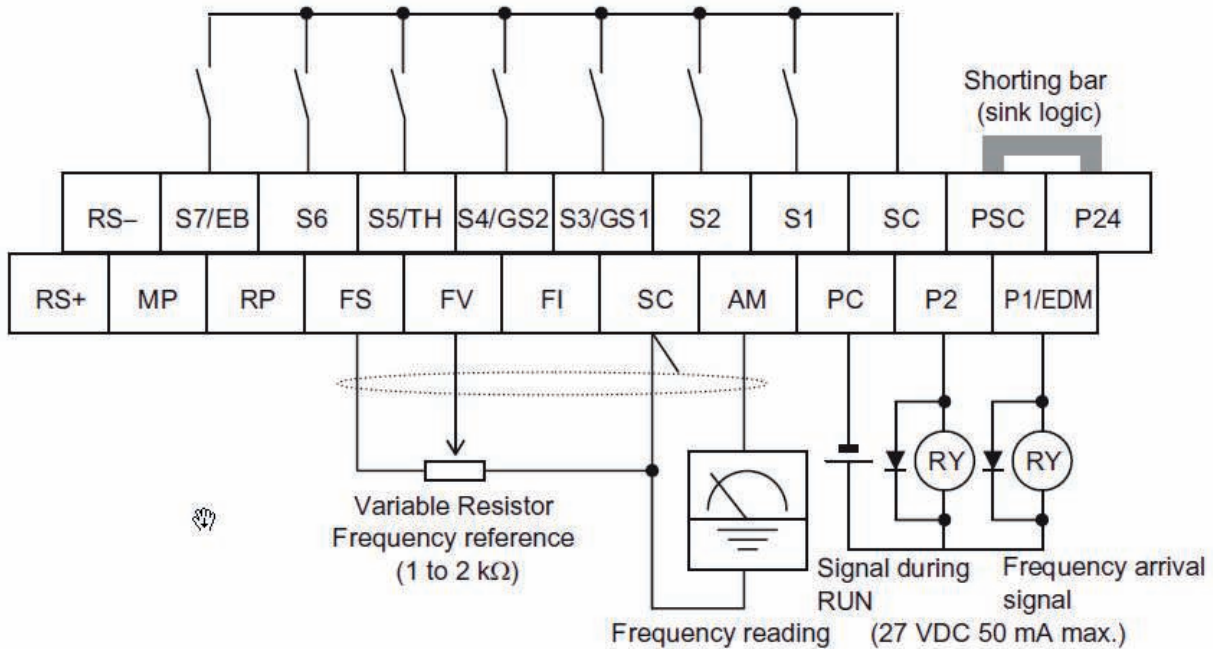 Shorting bar
(sink logic)
RS– S7/EB S6 S5/TH S4/GS2 S3/GS1 S2 S1 SC PSC P24
RS+ MP RP FS FV FI SC AM PC P2 P1/EDM
RY RY
Variable Resistor
Frequency reference
(1 to 2 kΩ)
Signal during
RUN
Frequency arrival
signal
Frequency reading
(27 VDC 50 mA max.)